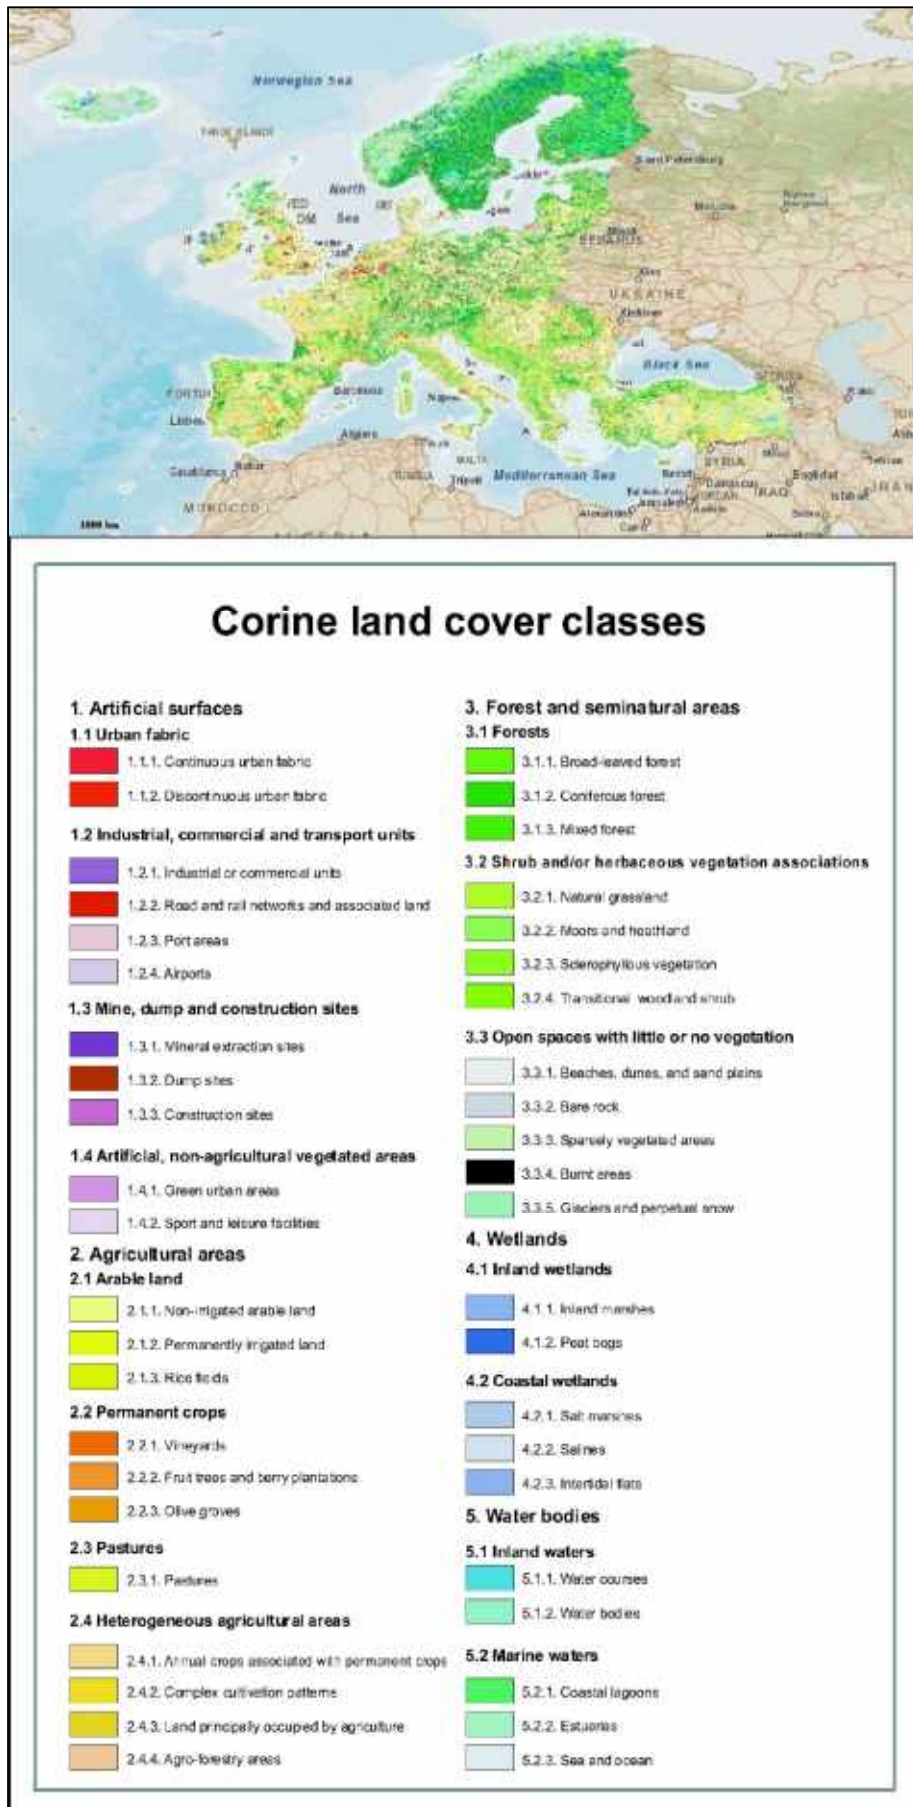 Norwegian Sea
FAROE ISLANDS
North
Sea
Saint Petersburg
Moscow
Minsk
BELARUS
Kiev
UKRAINE
Black Sea
GEORGIA
Barcelona
Algiers
MALTA
Mediterranean Sea
Casablanca
Rabat
TUNISIA
Tripoli
MOROCCO
SYRIA
Damascus
IRAQ
Baghdad
IRAN
Tehran
Cairo
1000 km
Corine land cover classes
1. Artificial surfaces
1.1 Urban fabric
1.1.1. Continuous urban fabric
1.1.2. Discontinuous urban fabric
1.2 Industrial, commercial and transport units
1.2.1. Industrial or commercial units
1.2.2. Road and rail networks and associated land
1.2.3. Port areas
1.2.4. Airports
1.3 Mine, dump and construction sites
1.3.1. Mineral extraction sites
1.3.2. Dump sites
1.3.3. Construction sites
1.4 Artificial, non-agricultural vegetated areas
1.4.1. Green urban areas
1.4.2. Sport and leisure facilities
2. Agricultural areas
2.1 Arable land
2.1.1. Non-irrigated arable land
2.1.2. Permanently irrigated land
2.1.3. Rice fields
2.2 Permanent crops
2.2.1. Vineyards
2.2.2. Fruit trees and berry plantations
2.2.3. Olive groves
2.3 Pastures
2.3.1. Pastures
2.4 Heterogeneous agricultural areas
2.4.1. Annual crops associated with permanent crops
2.4.2. Complex cultivation patterns
2.4.3. Land principally occupied by agriculture
2.4.4. Agro-forestry areas
3. Forest and seminatural areas
3.1 Forests
3.1.1. Broad-leaved forest
3.1.2. Coniferous forest
3.1.3. Mixed forest
3.2 Shrub and/or herbaceous vegetation associations
3.2.1. Natural grassland
3.2.2. Moors and heathland
3.2.3. Sclerophyllous vegetation
3.2.4. Transitional woodland shrub
3.3 Open spaces with little or no vegetation
3.3.1. Beaches, dunes, and sand plains
3.3.2. Bare rock
3.3.3. Sparsely vegetated areas
3.3.4. Burnt areas
3.3.5. Glaciers and perpetual snow
4. Wetlands
4.1 Inland wetlands
4.1.1. Inland marshes
4.1.2. Peat bogs
4.2 Coastal wetlands
4.2.1. Salt marshes
4.2.2. Salines
4.2.3. Intertidal flats
5. Water bodies
5.1 Inland waters
5.1.1. Water courses
5.1.2. Water bodies
5.2 Marine waters
5.2.1. Coastal lagoons
5.2.2. Estuaries
5.2.3. Sea and ocean